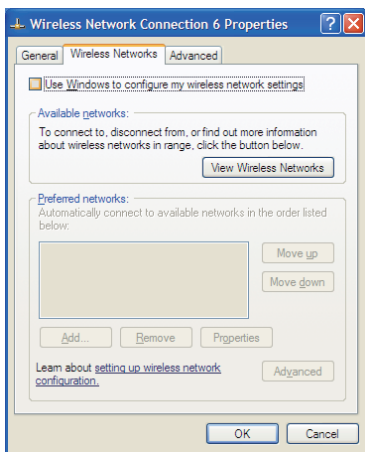 Wireless Network Connection 6 Properties
General Wireless Networks Advanced
Use Windows to configure my wireless network settings
Available networks:
To connect to, disconnect from, or find out more infomation
about wireless networks in range, click the button below.
View Wireless Networks
Preferred networks:
Automatically connect to available networks in the order listed
below:
Move up
Move down
Add... Remove Properties
Learn about setting up wireless network
configuration.
Advanced
OK Cancel